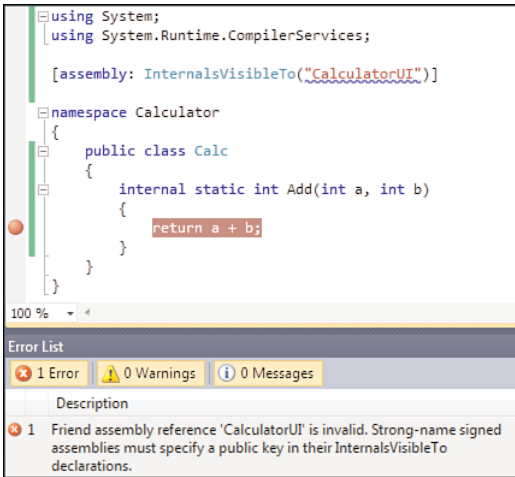 using System;
using System.Runtime.CompilerServices;
[assembly: InternalsVisibleTo("CalculatorUI")]
namespace Calculator
{
public class Calc
{
internal static int Add(int a, int b)
{
return a + b;
}
}
}
100 %
Error List
1 Error 0 Warnings 0 Messages
Description
1 Friend assembly reference 'CalculatorUI' is invalid. Strong-name signed
assemblies must specify a public key in their InternalsVisibleTo
declarations.